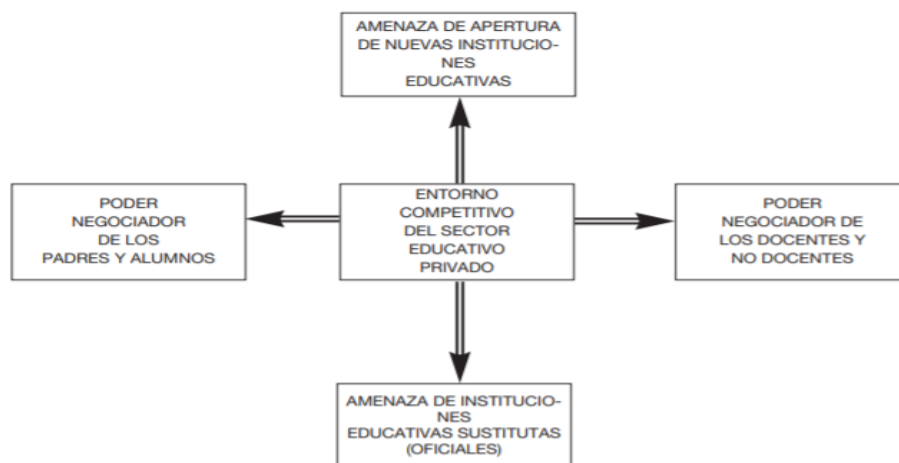 AMENAZA DE APERTURA
DE NUEVAS INSTITUCIO-
NES
EDUCATIVAS
PODER
NEGOCIADOR
DE LOS
PADRES Y ALUMNOS
ENTORNO
COMPETITIVO
DEL SECTOR
EDUCATIVO
PRIVADO
PODER
NEGOCIADOR DE
LOS DOCENTES Y
NO DOCENTES
AMENAZA DE INSTITUCIO-
NES
EDUCATIVAS SUSTITUTAS
(OFICIALES)